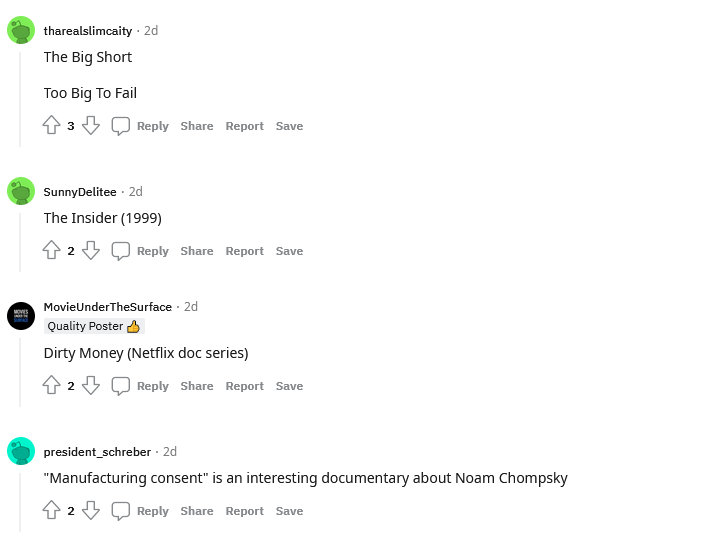 tharealslimcaity · 2d
The Big Short
Too Big To Fail
3 Reply Share Report Save
SunnyDelitee · 2d
The Insider (1999)
2 Reply Share Report Save
MovieUnderTheSurface · 2d
Quality Poster 👍
Dirty Money (Netflix doc series)
2 Reply Share Report Save
president_schreber · 2d
"Manufacturing consent" is an interesting documentary about Noam Chompsky
2 Reply Share Report Save